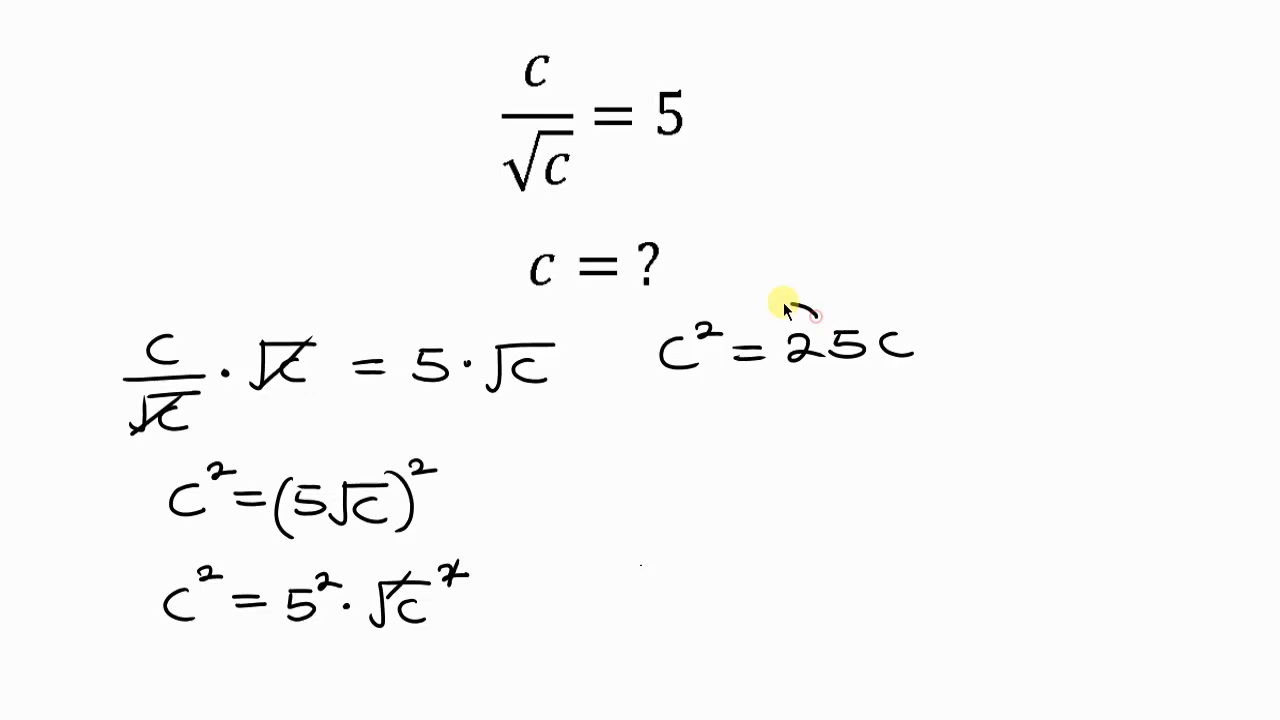 c/√c = 5
c = ?
c/√c · √c = 5 · √c
c² = (5√c)²
c² = 5² · √c²
c² = 25c